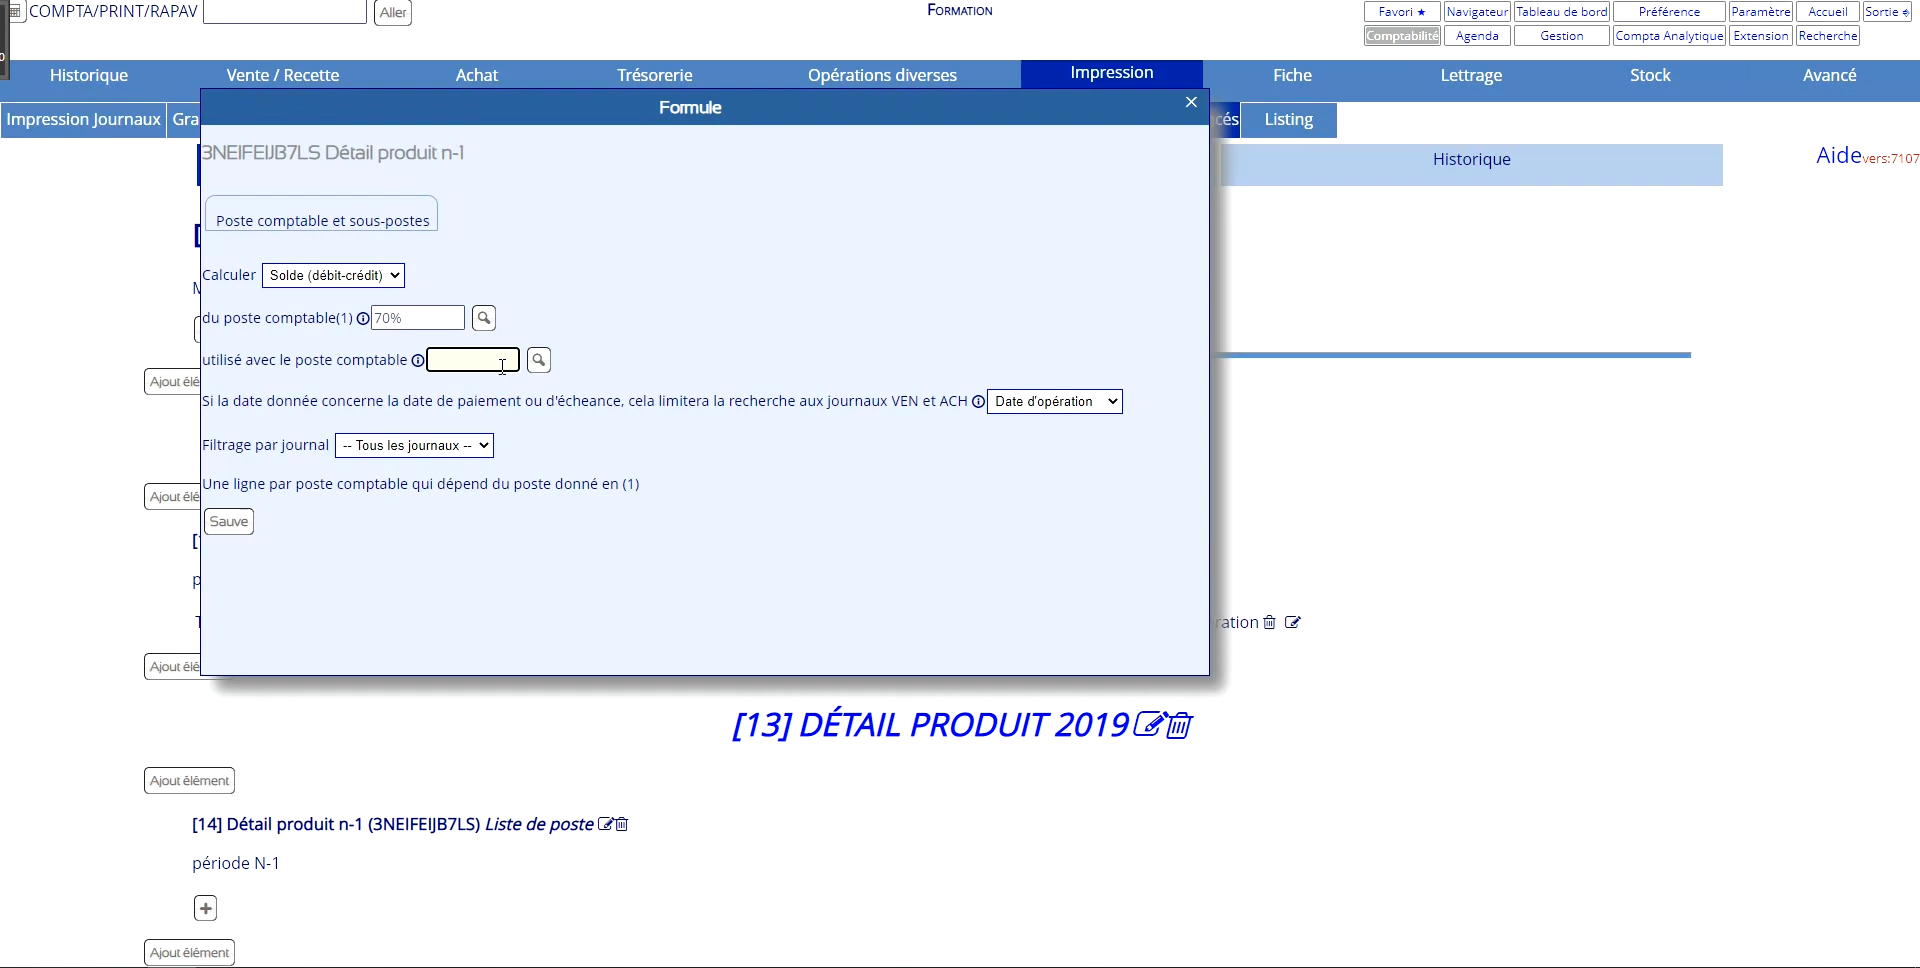 COMPTA/PRINT/RAPAV Aller
Formation
Favori ★ Navigateur Tableau de bord Préférence Paramètre Accueil Sortie
Comptabilité Agenda Gestion Compta Analytique Extension Recherche
Historique Vente / Recette Achat Trésorerie Opérations diverses Impression Fiche Lettrage Stock Avancé
Impression Journaux Gra cés Listing
Formule
Historique
Aide vers:7107
3NEIFEIJB7LS Détail produit n-1
Poste comptable et sous-postes
Calculer Solde (débit-crédit)
du poste comptable(1) 70%
utilisé avec le poste comptable
Ajout élé
Si la date donnée concerne la date de paiement ou d'écheance, cela limitera la recherche aux journaux VEN et ACH Date d'opération
Filtrage par journal -- Tous les journaux --
Une ligne par poste comptable qui dépend du poste donné en (1)
Ajout élé
Sauve
p
ration
Ajout élé
[13] DÉTAIL PRODUIT 2019
Ajout élément
[14] Détail produit n-1 (3NEIFEIJB7LS) Liste de poste
période N-1
Ajout élément